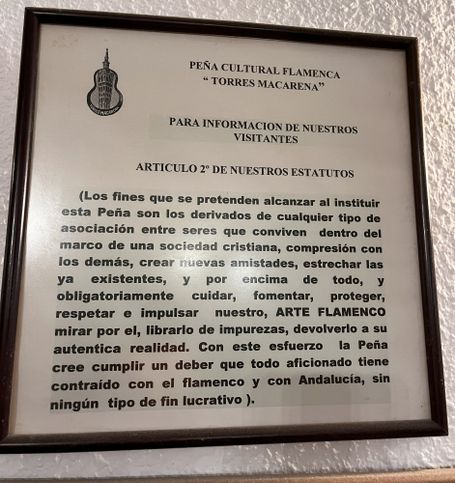 PEÑA CULTURAL FLAMENCA
“ TORRES MACARENA”
PARA INFORMACION DE NUESTROS
VISITANTES
ARTICULO 2º DE NUESTROS ESTATUTOS
(Los fines que se pretenden alcanzar al instituir
esta Peña son los derivados de cualquier tipo de
asociación entre seres que conviven dentro del
marco de una sociedad cristiana, compresión con
los demás, crear nuevas amistades, estrechar las
ya existentes, y por encima de todo, y
obligatoriamente cuidar, fomentar, proteger,
respetar e impulsar nuestro, ARTE FLAMENCO
mirar por el, librarlo de impurezas, devolverlo a su
autentica realidad. Con este esfuerzo la Peña
cree cumplir un deber que todo aficionado tiene
contraído con el flamenco y con Andalucía, sin
ningún tipo de fin lucrativo ).